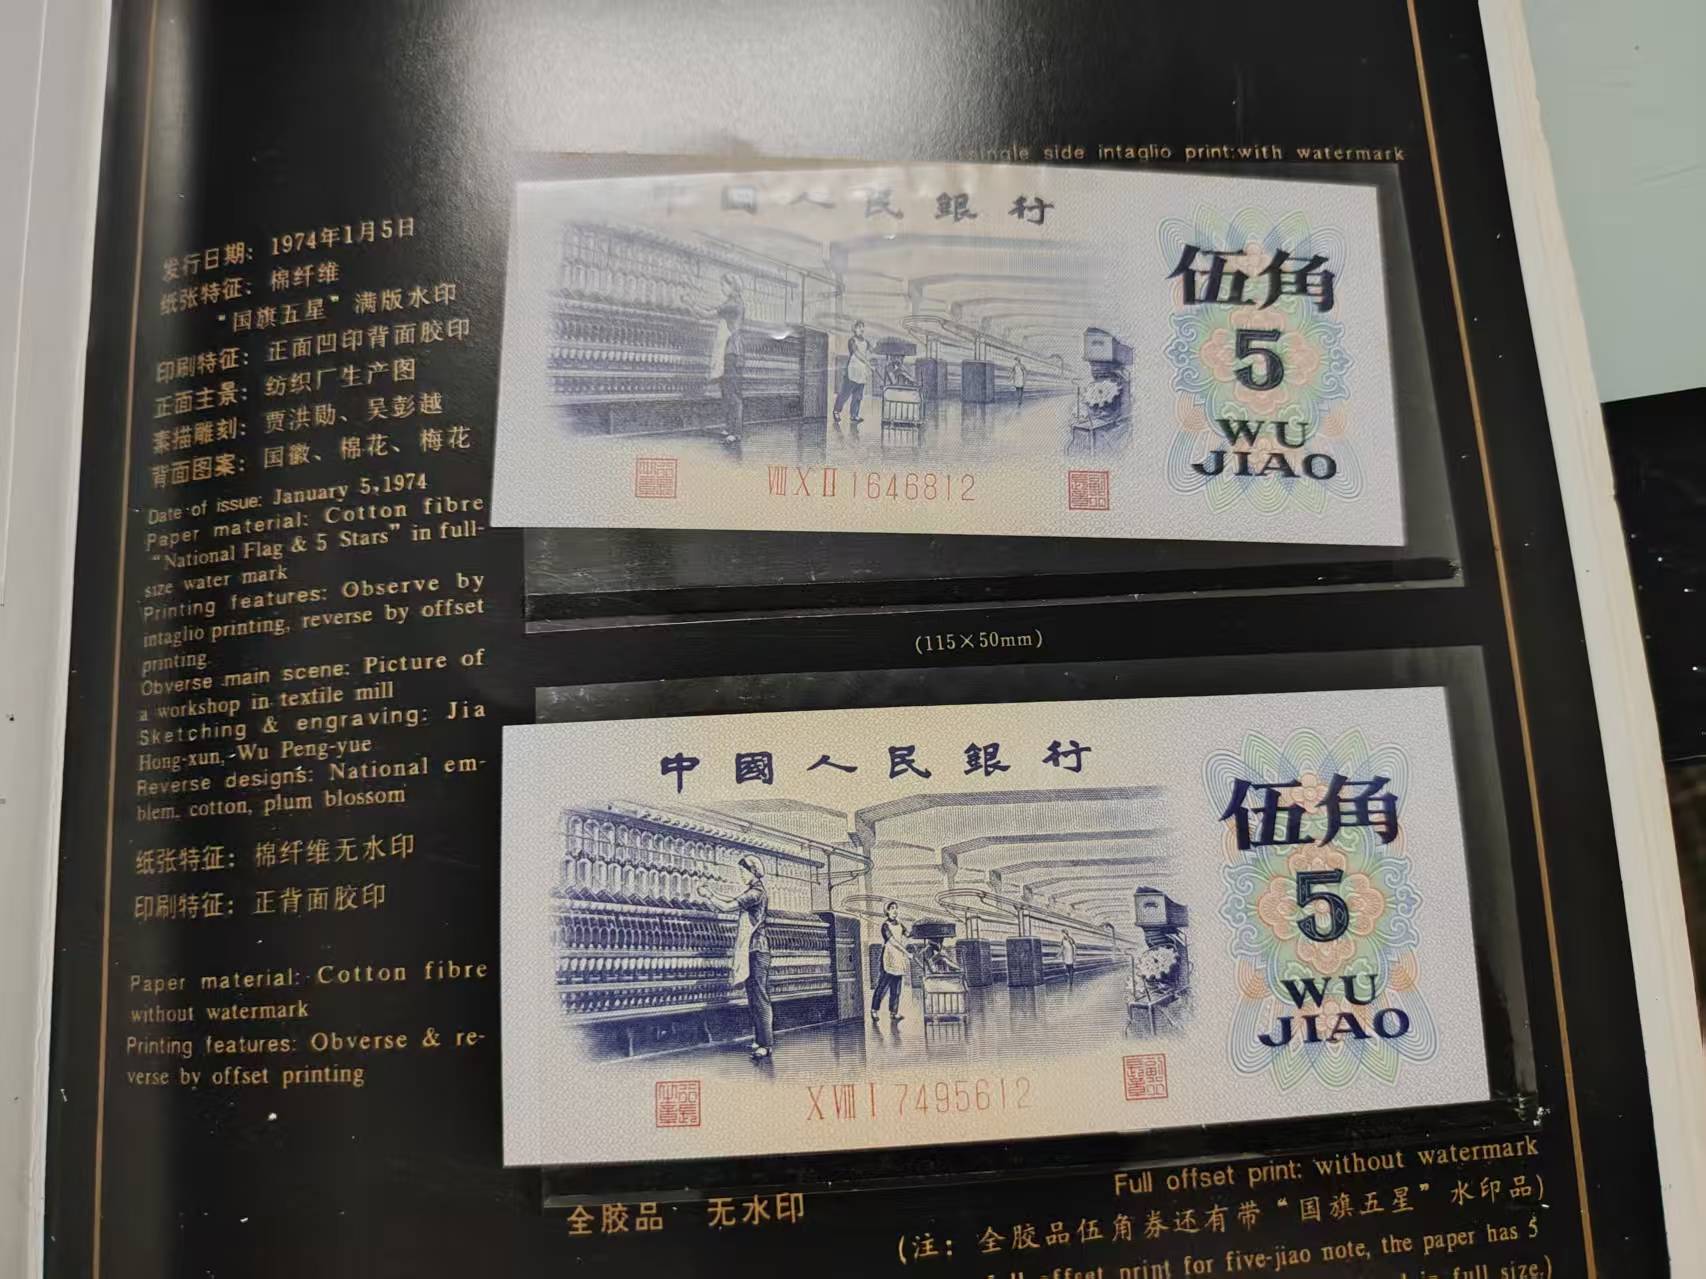 single side intaglio print:with watermark
中国人民銀行
伍角
5
WU
JIAO
Ⅷ Ⅹ Ⅱ 1646812
发行日期：1974年1月5日
纸张特征：棉纤维
“国旗五星”满版水印
印刷特征：正面凹印背面胶印
正面主景：纺织厂生产图
素描雕刻：贾洪勋、吴彭越
背面图案：国徽、棉花、梅花
Date of issue: January 5,1974
Paper material: Cotton fibre
“National Flag & 5 Stars” in full-
size water mark
Printing features: Observe by
intaglio printing, reverse by offset
printing.
Obverse main scene: Picture of
a workshop in textile mill
Sketching & engraving: Jia
Hong-xun, Wu Peng-yue
Reverse designs: National em-
blem, cotton, plum blossom
纸张特征：棉纤维无水印
印刷特征：正背面胶印
Paper material: Cotton fibre
without watermark
Printing features: Obverse & re-
verse by offset printing
(115×50mm)
中國人民銀行
伍角
5
WU
JIAO
Ⅹ Ⅷ Ⅰ 7495612
全胶品 无水印
Full offset print: without watermark
(注：全胶品伍角券还有带“国旗五星”水印品)
offset print for five-jiao note, the paper has 5
in full size.)